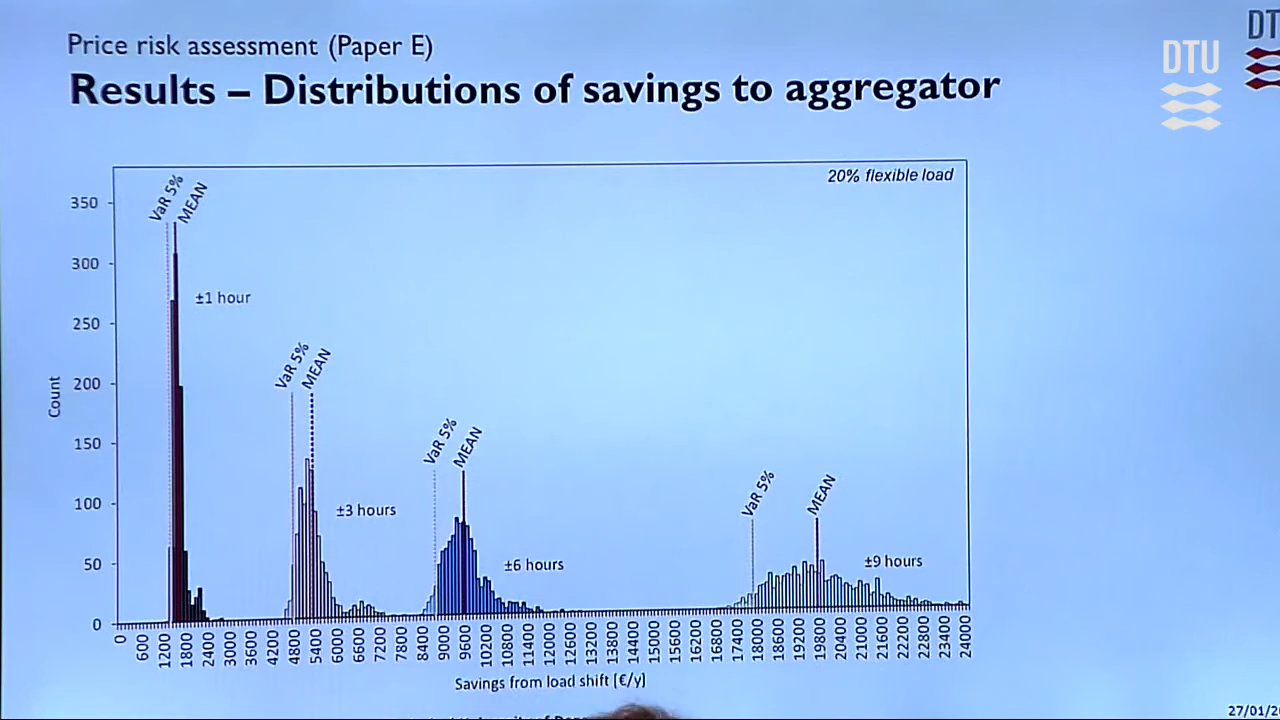 Price risk assessment (Paper E)
Results – Distributions of savings to aggregator
DTU
DT
20% flexible load
VaR 5%
MEAN
±1 hour
VaR 5%
MEAN
±3 hours
VaR 5%
MEAN
±6 hours
VaR 5%
MEAN
±9 hours
Count
350
300
250
200
150
100
50
0
0 600 1200 1800 2400 3000 3600 4200 4800 5400 6000 6600 7200 7800 8400 9000 9600 10200 10800 11400 12000 12600 13200 13800 14400 15000 15600 16200 16800 17400 18000 18600 19200 19800 20400 21000 21600 22200 22800 23400 24000
Savings from load shift [€/y]
27/01/20